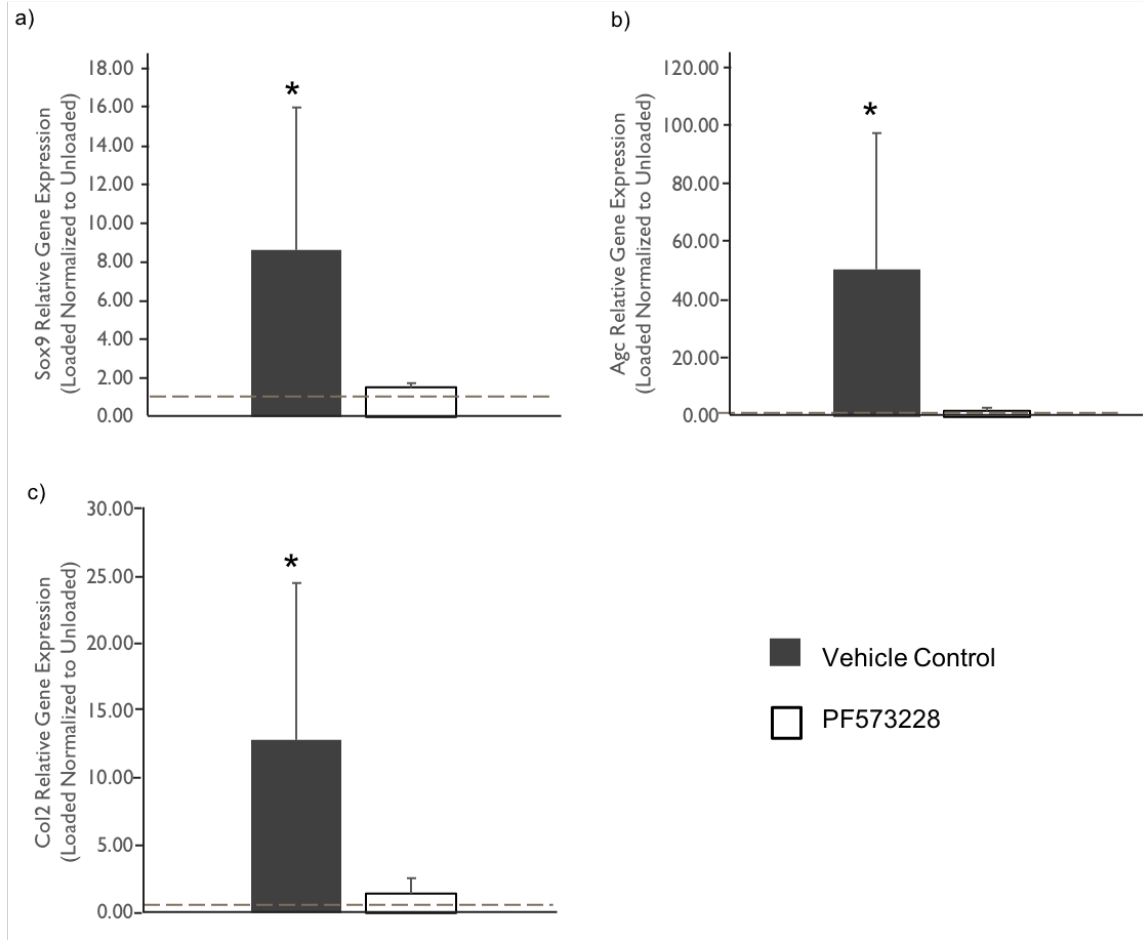 a)
18.00
16.00
14.00
12.00
10.00
8.00
6.00
4.00
2.00
0.00
Sox9 Relative Gene Expression
(Loaded Normalized to Unloaded)
*
b)
120.00
100.00
80.00
60.00
40.00
20.00
0.00
Agc Relative Gene Expression
(Loaded Normalized to Unloaded)
*
c)
30.00
25.00
20.00
15.00
10.00
5.00
0.00
Col2 Relative Gene Expression
(Loaded Normalized to Unloaded)
*
Vehicle Control
PF573228